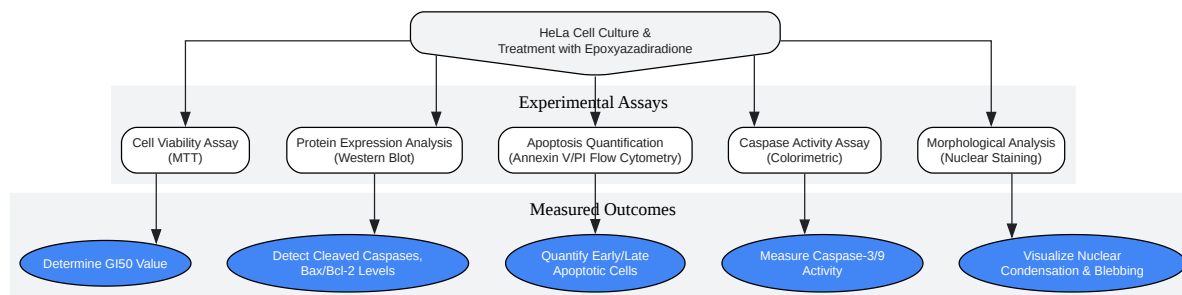 HeLa Cell Culture &
Treatment with Epoxyazadiradione
Experimental Assays
Cell Viability Assay
(MTT)
Protein Expression Analysis
(Western Blot)
Apoptosis Quantification
(Annexin V/PI Flow Cytometry)
Caspase Activity Assay
(Colorimetric)
Morphological Analysis
(Nuclear Staining)
Measured Outcomes
Determine GI50 Value
Detect Cleaved Caspases,
Bax/Bcl-2 Levels
Quantify Early/Late
Apoptotic Cells
Measure Caspase-3/9
Activity
Visualize Nuclear
Condensation & Blebbing